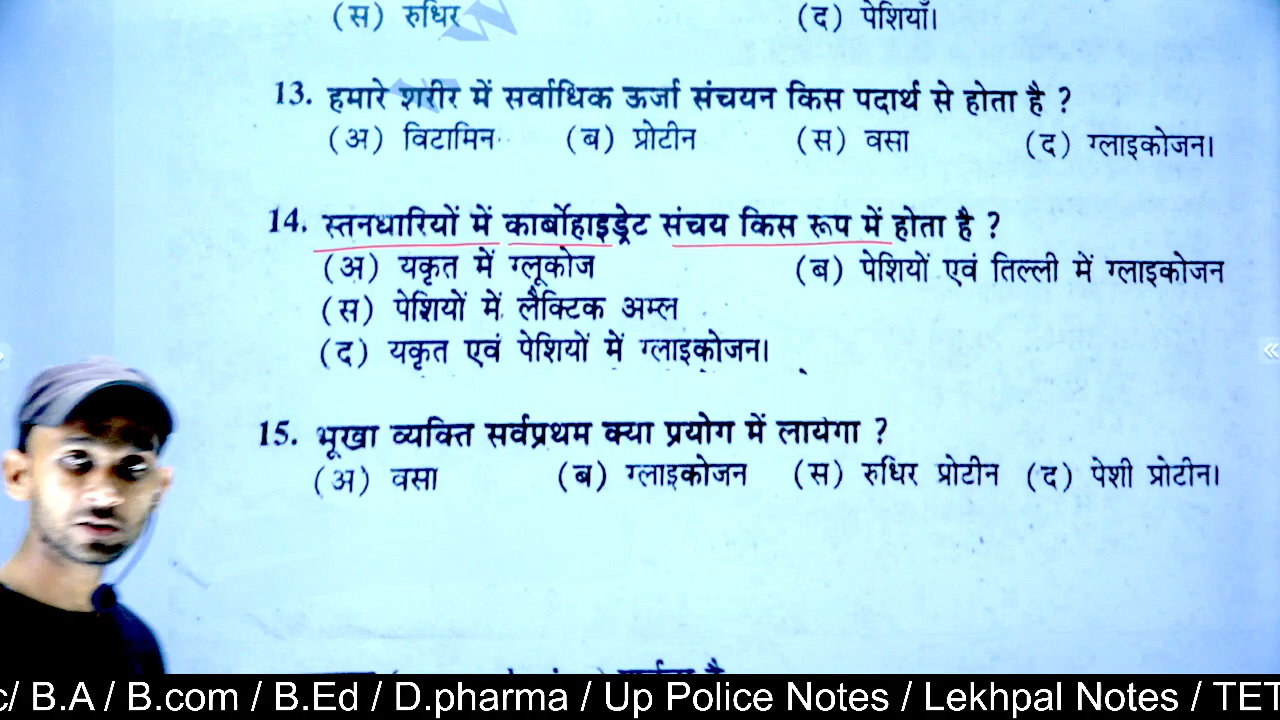 (स) रुधिर (द) पेशियाँ।
13. हमारे शरीर में सर्वाधिक ऊर्जा संचयन किस पदार्थ से होता है ?
(अ) विटामिन (ब) प्रोटीन (स) वसा (द) ग्लाइकोजन।
14. स्तनधारियों में कार्बोहाइड्रेट संचय किस रूप में होता है ?
(अ) यकृत में ग्लूकोज (ब) पेशियों एवं तिल्ली में ग्लाइकोजन
(स) पेशियों में लैक्टिक अम्ल
(द) यकृत एवं पेशियों में ग्लाइकोजन।
15. भूखा व्यक्ति सर्वप्रथम क्या प्रयोग में लायेगा ?
(अ) वसा (ब) ग्लाइकोजन (स) रुधिर प्रोटीन (द) पेशी प्रोटीन।
c/ B.A / B.com / B.Ed / D.pharma / Up Police Notes / Lekhpal Notes / TET